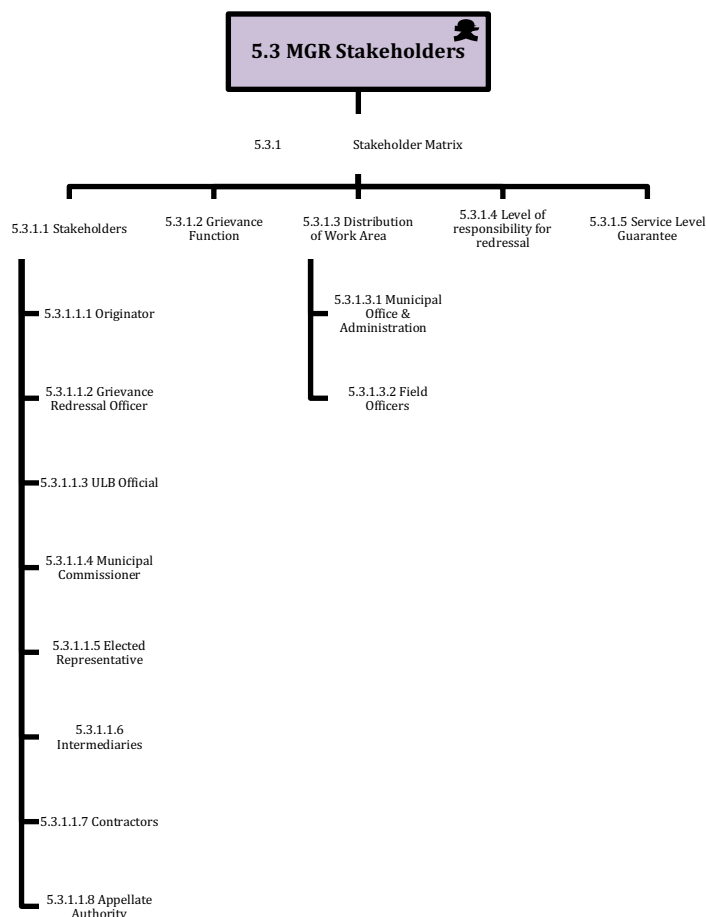 5.3 MGR Stakeholders
5.3.1 Stakeholder Matrix
5.3.1.1 Stakeholders
5.3.1.2 Grievance
Function
5.3.1.3 Distribution
of Work Area
5.3.1.4 Level of
responsibility for
redressal
5.3.1.5 Service Level
Guarantee
5.3.1.1.1 Originator
5.3.1.1.2 Grievance
Redressal Officer
5.3.1.1.3 ULB Official
5.3.1.1.4 Municipal
Commissioner
5.3.1.1.5 Elected
Representative
5.3.1.1.6
Intermediaries
5.3.1.1.7 Contractors
5.3.1.1.8 Appellate
Authority
5.3.1.3.1 Municipal
Office &
Administration
5.3.1.3.2 Field
Officers